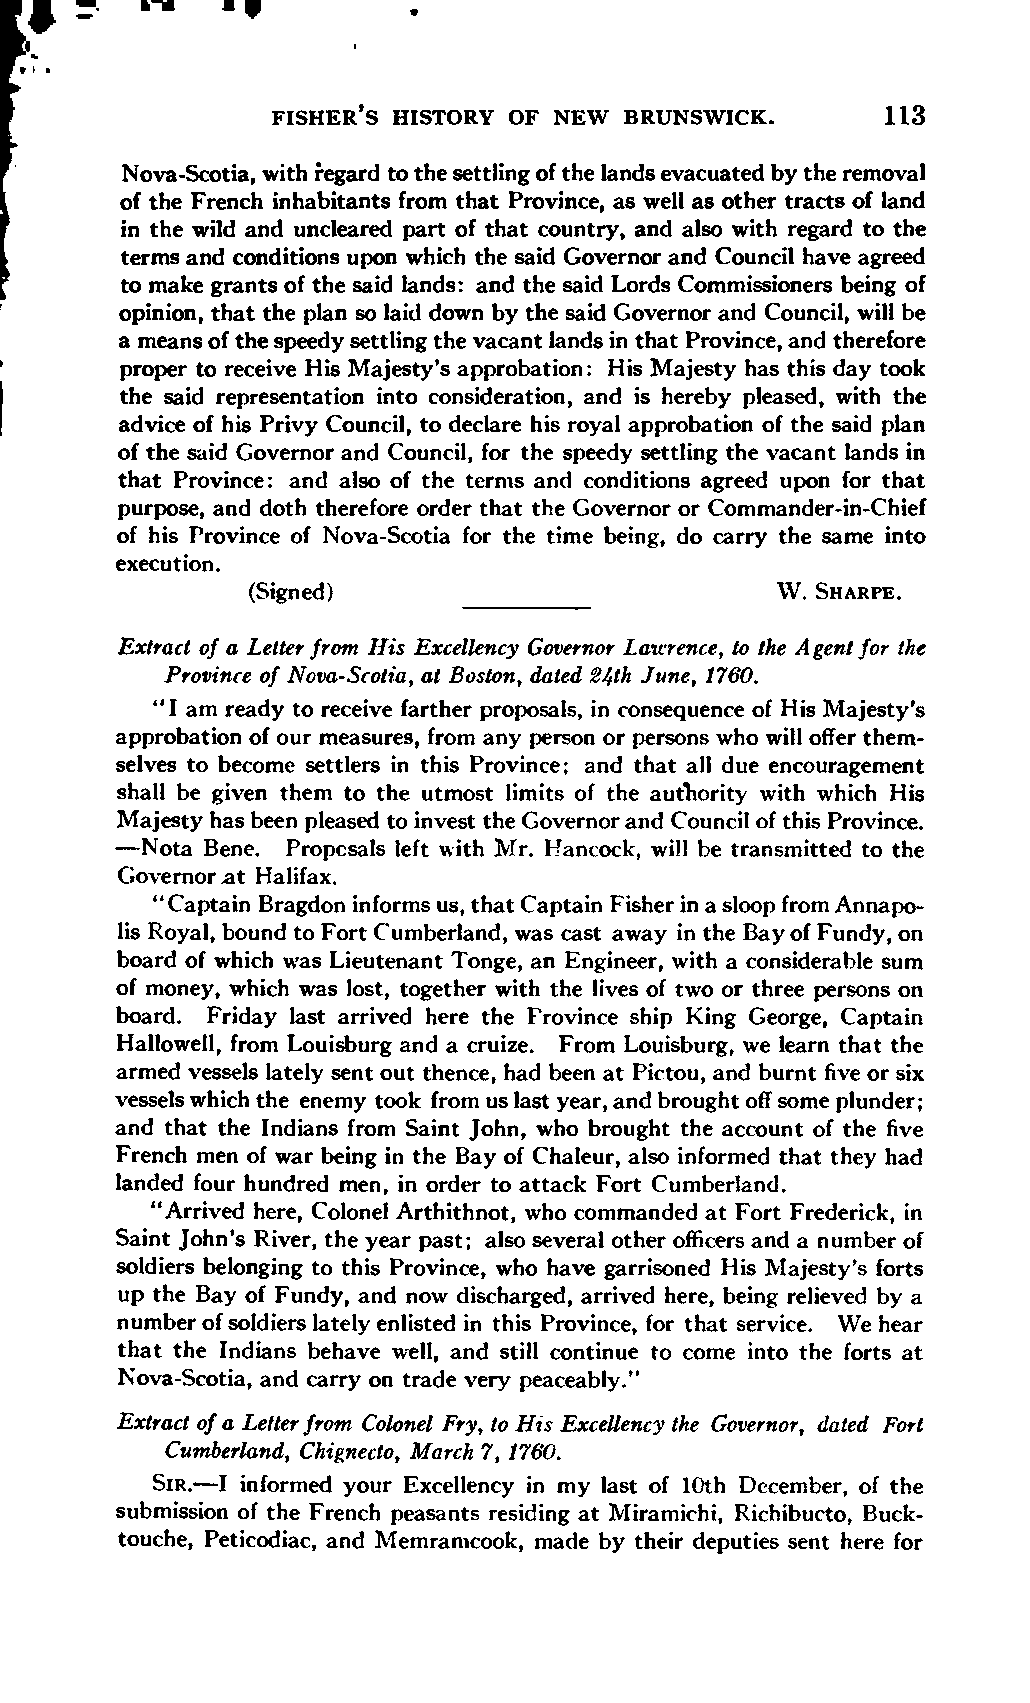 FISHER'S HISTORY OF NEW BRUNSWICK. 113
Nova-Scotia, with regard to the settling of the lands evacuated by the removal
of the French inhabitants from that Province, as well as other tracts of land
in the wild and uncleared part of that country, and also with regard to the
terms and conditions upon which the said Governor and Council have agreed
to make grants of the said lands: and the said Lords Commissioners being of
opinion, that the plan so laid down by the said Governor and Council, will be
a means of the speedy settling the vacant lands in that Province, and therefore
proper to receive His Majesty's approbation: His Majesty has this day took
the said representation into consideration, and is hereby pleased, with the
advice of his Privy Council, to declare his royal approbation of the said plan
of the said Governor and Council, for the speedy settling the vacant lands in
that Province: and also of the terms and conditions agreed upon for that
purpose, and doth therefore order that the Governor or Commander-in-Chief
of his Province of Nova-Scotia for the time being, do carry the same into
execution.
(Signed) W. SHARPE.
Extract of a Letter from His Excellency Governor Lawrence, to the Agent for the
Province of Nova-Scotia, at Boston, dated 24th June, 1760.
"I am ready to receive farther proposals, in consequence of His Majesty's
approbation of our measures, from any person or persons who will offer them-
selves to become settlers in this Province; and that all due encouragement
shall be given them to the utmost limits of the authority with which His
Majesty has been pleased to invest the Governor and Council of this Province.
—Nota Bene. Proposals left with Mr. Hancock, will be transmitted to the
Governor at Halifax.
"Captain Bragdon informs us, that Captain Fisher in a sloop from Annapo-
lis Royal, bound to Fort Cumberland, was cast away in the Bay of Fundy, on
board of which was Lieutenant Tonge, an Engineer, with a considerable sum
of money, which was lost, together with the lives of two or three persons on
board. Friday last arrived here the Province ship King George, Captain
Hallowell, from Louisburg and a cruize. From Louisburg, we learn that the
armed vessels lately sent out thence, had been at Pictou, and burnt five or six
vessels which the enemy took from us last year, and brought off some plunder;
and that the Indians from Saint John, who brought the account of the five
French men of war being in the Bay of Chaleur, also informed that they had
landed four hundred men, in order to attack Fort Cumberland.
"Arrived here, Colonel Arthithnot, who commanded at Fort Frederick, in
Saint John's River, the year past; also several other officers and a number of
soldiers belonging to this Province, who have garrisoned His Majesty's forts
up the Bay of Fundy, and now discharged, arrived here, being relieved by a
number of soldiers lately enlisted in this Province, for that service. We hear
that the Indians behave well, and still continue to come into the forts at
Nova-Scotia, and carry on trade very peaceably."
Extract of a Letter from Colonel Fry, to His Excellency the Governor, dated Fort
Cumberland, Chignecto, March 7, 1760.
SIR.—I informed your Excellency in my last of 10th December, of the
submission of the French peasants residing at Miramichi, Richibucto, Buck-
touche, Peticodiac, and Memramcook, made by their deputies sent here for